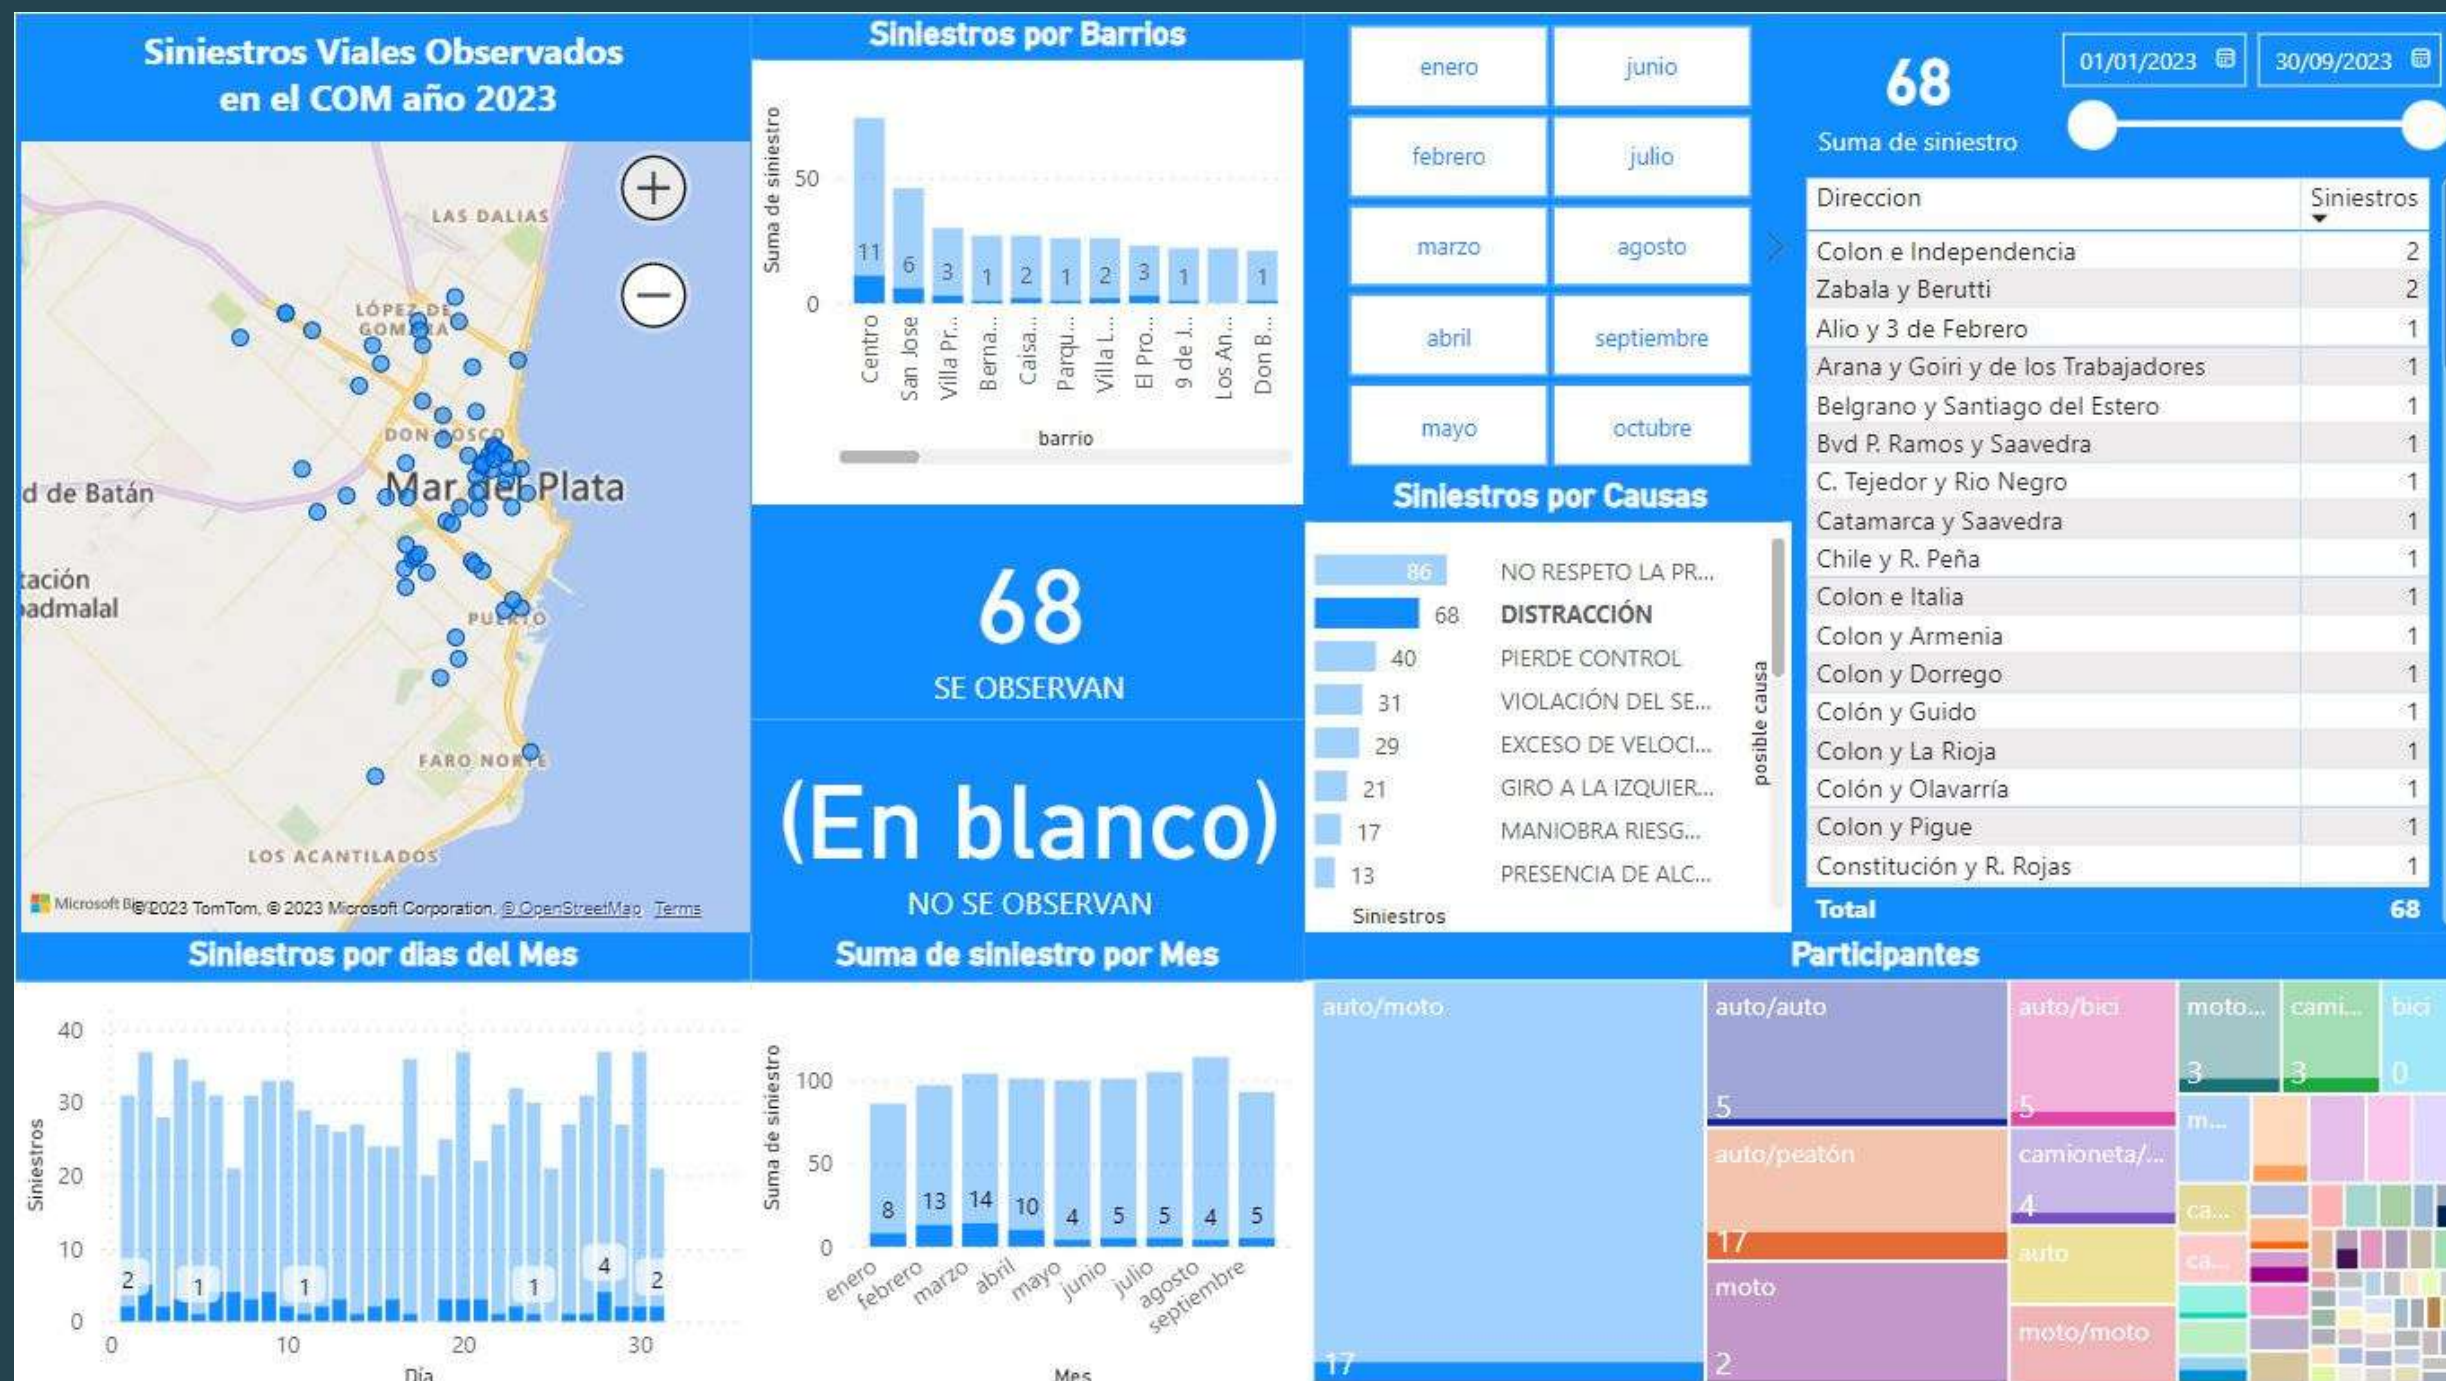 Siniestros Viales Observados
en el COM año 2023
LAS DALIAS
LÓPEZ DE
GOMARA
DON BOSCO
Mar del Plata
d de Batán
tación
admalal
PUERTO
FARO NORTE
LOS ACANTILADOS
Microsoft Bing
© 2023 TomTom, © 2023 Microsoft Corporation, © OpenStreetMap Terms
Siniestros por Barrios
Suma de siniestro
50
0
11
6
3
1
2
1
2
3
1
1
Centro
San Jose
Villa Pr...
Berna...
Caisa...
Parqu...
Villa L...
El Pro...
9 de J...
Los An...
Don B...
barrio
68
SE OBSERVAN
(En blanco)
NO SE OBSERVAN
enero
junio
febrero
julio
marzo
agosto
abril
septiembre
mayo
octubre
Siniestros por Causas
86 NO RESPETO LA PR...
68 DISTRACCIÓN
40 PIERDE CONTROL
31 VIOLACIÓN DEL SE...
29 EXCESO DE VELOCI...
21 GIRO A LA IZQUIER...
17 MANIOBRA RIESG...
13 PRESENCIA DE ALC...
posible causa
Siniestros
68
Suma de siniestro
01/01/2023
30/09/2023
Direccion Siniestros
Colon e Independencia 2
Zabala y Berutti 2
Alio y 3 de Febrero 1
Arana y Goiri y de los Trabajadores 1
Belgrano y Santiago del Estero 1
Bvd P. Ramos y Saavedra 1
C. Tejedor y Rio Negro 1
Catamarca y Saavedra 1
Chile y R. Peña 1
Colon e Italia 1
Colon y Armenia 1
Colon y Dorrego 1
Colón y Guido 1
Colon y La Rioja 1
Colón y Olavarría 1
Colon y Pigue 1
Constitución y R. Rojas 1
Total 68
Siniestros por dias del Mes
Siniestros
40
30
20
10
0
2
1
1
1
4
2
0
10
20
30
Día
Suma de siniestro por Mes
Suma de siniestro
100
50
0
8
13
14
10
4
5
5
4
5
enero
febrero
marzo
abril
mayo
junio
julio
agosto
septiembre
Mes
Participantes
auto/moto
17
auto/auto
5
auto/peatón
17
moto
2
auto/bici
5
camioneta/...
4
auto
moto/moto
moto...
3
cami...
3
bici
0
m...
ca...
ca...